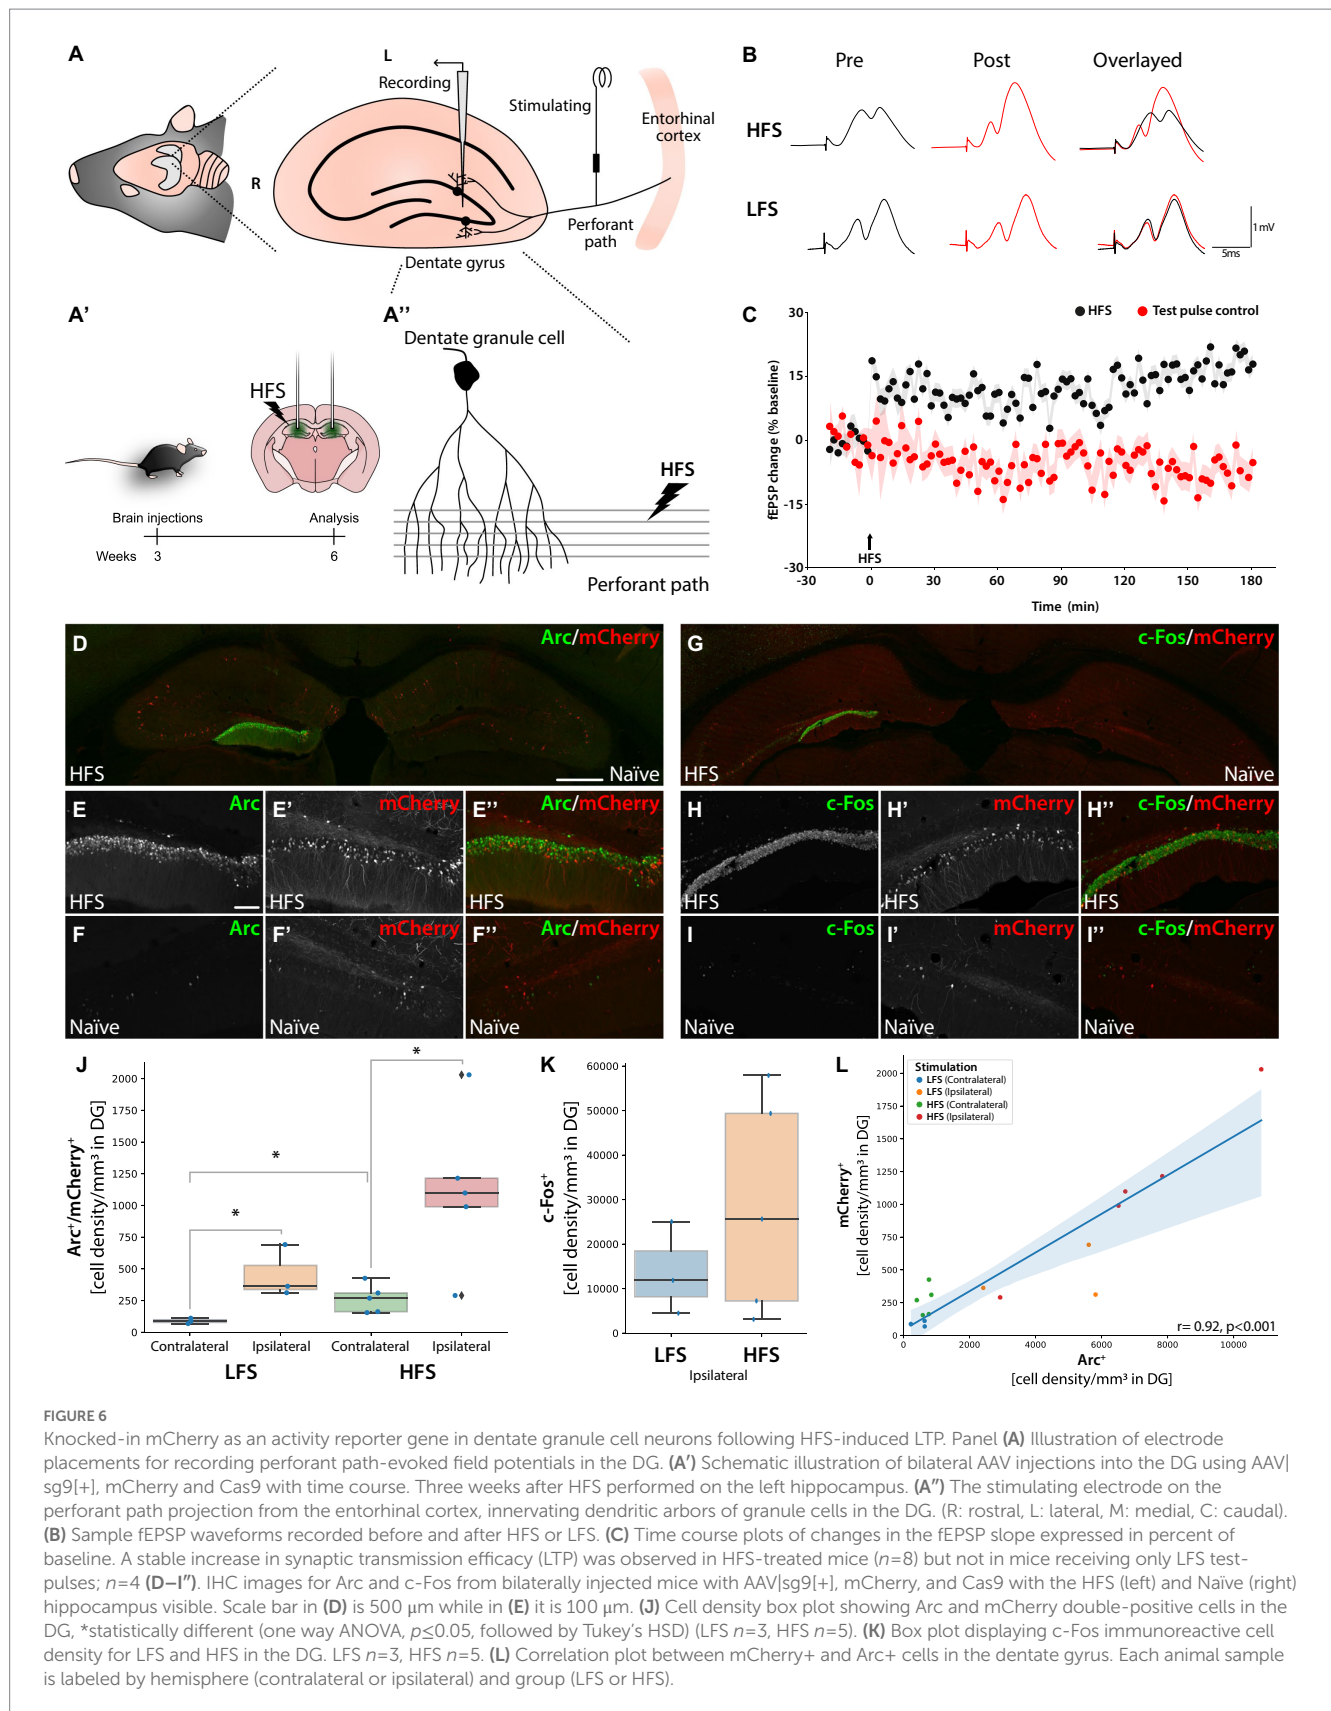 A
L
Recording
Stimulating
Entorhinal
cortex
R
Perforant
path
Dentate gyrus
B
Pre
Post
Overlayed
HFS
LFS
1mV
5ms
A'
HFS
Brain injections
Analysis
Weeks
3
6
A''
Dentate granule cell
HFS
Perforant path
C
HFS
Test pulse control
fEPSP change (% baseline)
30
15
0
-15
-30
HFS
-30
0
30
60
90
120
150
180
Time (min)
D
Arc/mCherry
HFS
Naïve
G
c-Fos/mCherry
HFS
Naïve
E
Arc
HFS
E'
mCherry
HFS
E''
Arc/mCherry
HFS
H
c-Fos
HFS
H'
mCherry
HFS
H''
c-Fos/mCherry
HFS
F
Arc
Naïve
F'
mCherry
Naïve
F''
Arc/mCherry
Naïve
I
c-Fos
Naïve
I'
mCherry
Naïve
I''
c-Fos/mCherry
Naïve
J
Arc⁺/mCherry⁺
[cell density/mm³ in DG]
2000
1750
1500
1250
1000
750
500
250
0
*
*
*
Contralateral
Ipsilateral
Contralateral
Ipsilateral
LFS
HFS
K
c-Fos⁺
[cell density/mm³ in DG]
60000
50000
40000
30000
20000
10000
0
LFS
HFS
Ipsilateral
L
mCherry⁺
[cell density/mm³ in DG]
2000
1750
1500
1250
1000
750
500
250
0
Stimulation
LFS (Contralateral)
LFS (Ipsilateral)
HFS (Contralateral)
HFS (Ipsilateral)
r= 0.92, p<0.001
0
2000
4000
6000
8000
10000
Arc⁺
[cell density/mm³ in DG]
FIGURE 6
Knocked-in mCherry as an activity reporter gene in dentate granule cell neurons following HFS-induced LTP. Panel (A) Illustration of electrode
placements for recording perforant path-evoked field potentials in the DG. (A′) Schematic illustration of bilateral AAV injections into the DG using AAV|
sg9[+], mCherry and Cas9 with time course. Three weeks after HFS performed on the left hippocampus. (A″) The stimulating electrode on the
perforant path projection from the entorhinal cortex, innervating dendritic arbors of granule cells in the DG. (R: rostral, L: lateral, M: medial, C: caudal).
(B) Sample fEPSP waveforms recorded before and after HFS or LFS. (C) Time course plots of changes in the fEPSP slope expressed in percent of
baseline. A stable increase in synaptic transmission efficacy (LTP) was observed in HFS-treated mice (n=8) but not in mice receiving only LFS test-
pulses; n=4 (D–I″). IHC images for Arc and c-Fos from bilaterally injected mice with AAV|sg9[+], mCherry, and Cas9 with the HFS (left) and Naïve (right)
hippocampus visible. Scale bar in (D) is 500 μm while in (E) it is 100 μm. (J) Cell density box plot showing Arc and mCherry double-positive cells in the
DG, *statistically different (one way ANOVA, p≤0.05, followed by Tukey's HSD) (LFS n=3, HFS n=5). (K) Box plot displaying c-Fos immunoreactive cell
density for LFS and HFS in the DG. LFS n=3, HFS n=5. (L) Correlation plot between mCherry+ and Arc+ cells in the dentate gyrus. Each animal sample
is labeled by hemisphere (contralateral or ipsilateral) and group (LFS or HFS).